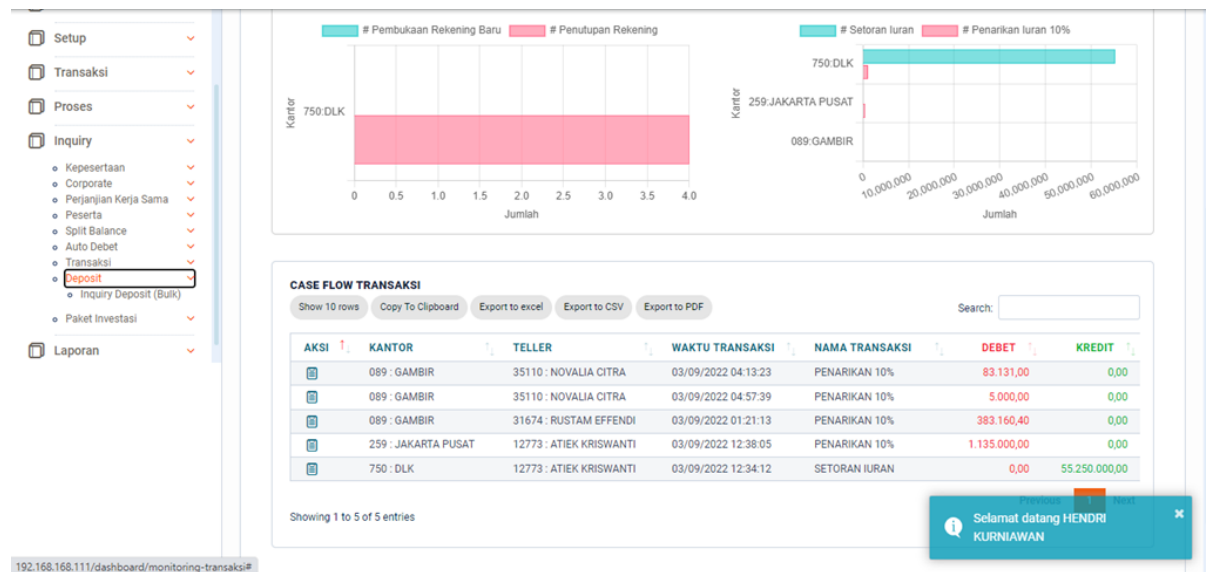 Setup
Transaksi
Proses
Inquiry
Kepesertaan
Corporate
Perjanjian Kerja Sama
Peserta
Split Balance
Auto Debet
Transaksi
Deposit
Inquiry Deposit (Bulk)
Paket Investasi
Laporan
# Pembukaan Rekening Baru # Penutupan Rekening
Kantor
750:DLK
0 0.5 1.0 1.5 2.0 2.5 3.0 3.5 4.0
Jumlah
# Setoran Iuran # Penarikan Iuran 10%
Kantor
750:DLK
259:JAKARTA PUSAT
089:GAMBIR
0 10,000,000 20,000,000 30,000,000 40,000,000 50,000,000 60,000,000
Jumlah
CASE FLOW TRANSAKSI
Show 10 rows Copy To Clipboard Export to excel Export to CSV Export to PDF Search:
AKSI KANTOR TELLER WAKTU TRANSAKSI NAMA TRANSAKSI DEBET KREDIT
089 : GAMBIR 35110 : NOVALIA CITRA 03/09/2022 04:13:23 PENARIKAN 10% 83.131,00 0,00
089 : GAMBIR 35110 : NOVALIA CITRA 03/09/2022 04:57:39 PENARIKAN 10% 5.000,00 0,00
089 : GAMBIR 31674 : RUSTAM EFFENDI 03/09/2022 01:21:13 PENARIKAN 10% 383.160,40 0,00
259 : JAKARTA PUSAT 12773 : ATIEK KRISWANTI 03/09/2022 12:38:05 PENARIKAN 10% 1.135.000,00 0,00
750 : DLK 12773 : ATIEK KRISWANTI 03/09/2022 12:34:12 SETORAN IURAN 0,00 55.250.000,00
Previous 1 Next
Showing 1 to 5 of 5 entries
Selamat datang HENDRI
KURNIAWAN
192.168.168.111/dashboard/monitoring-transaksi#